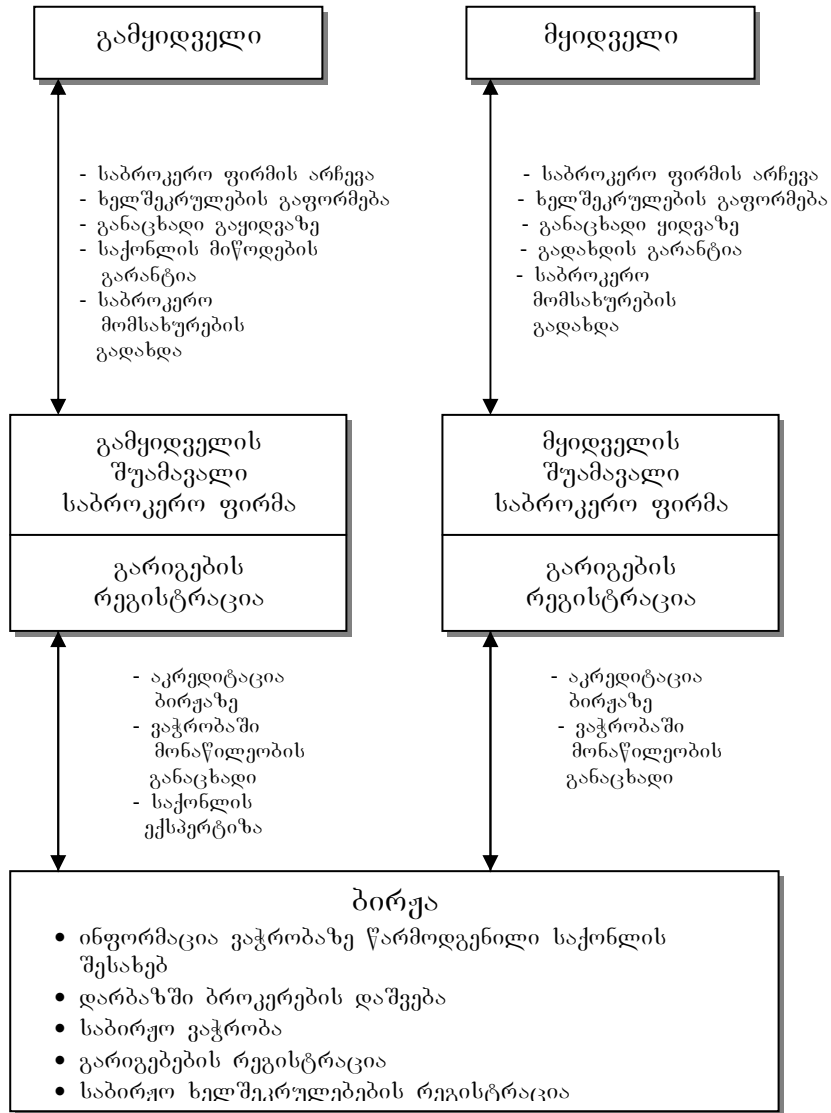 გამყიდველი
მყიდველი
- საბროკერო ფირმის არჩევა
- ხელშეკრულების გაფორმება
- განაცხადი გაყიდვაზე
- საქონლის მიწოდების
გარანტია
- საბროკერო
მომსახურების
გადახდა
- საბროკერო ფირმის არჩევა
- ხელშეკრულების გაფორმება
- განაცხადი ყიდვაზე
- გადახდის გარანტია
- საბროკერო
მომსახურების
გადახდა
გამყიდველის
შუამავალი
საბროკერო ფირმა
გარიგების
რეგისტრაცია
მყიდველის
შუამავალი
საბროკერო ფირმა
გარიგების
რეგისტრაცია
- აკრედიტაცია
ბირჟაზე
- ვაჭრობაში
მონაწილეობის
განაცხადი
- საქონლის
ექსპერტიზა
- აკრედიტაცია
ბირჟაზე
- ვაჭრობაში
მონაწილეობის
განაცხადი
ბირჟა
• ინფორმაცია ვაჭრობაზე წარმოდგენილი საქონლის
შესახებ
• დარბაზში ბროკერების დაშვება
• საბირჟო ვაჭრობა
• გარიგებების რეგისტრაცია
• საბირჟო ხელშეკრულებების რეგისტრაცია